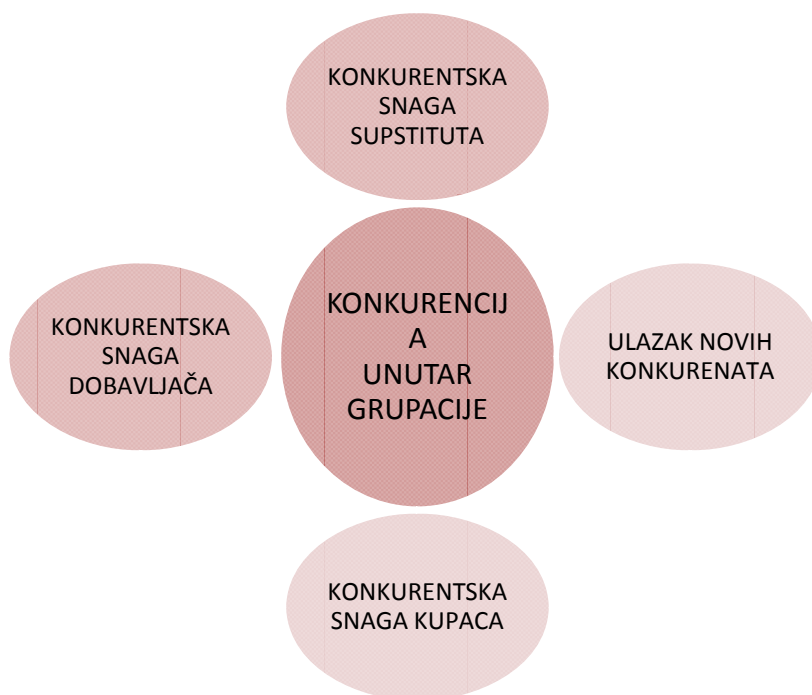 KONKURENTSKA
SNAGA
SUPSTITUTA
KONKURENTSKA
SNAGA
DOBAVLJAČA
KONKURENCIJ
A
UNUTAR
GRUPACIJE
ULAZAK NOVIH
KONKURENATA
KONKURENTSKA
SNAGA KUPACA